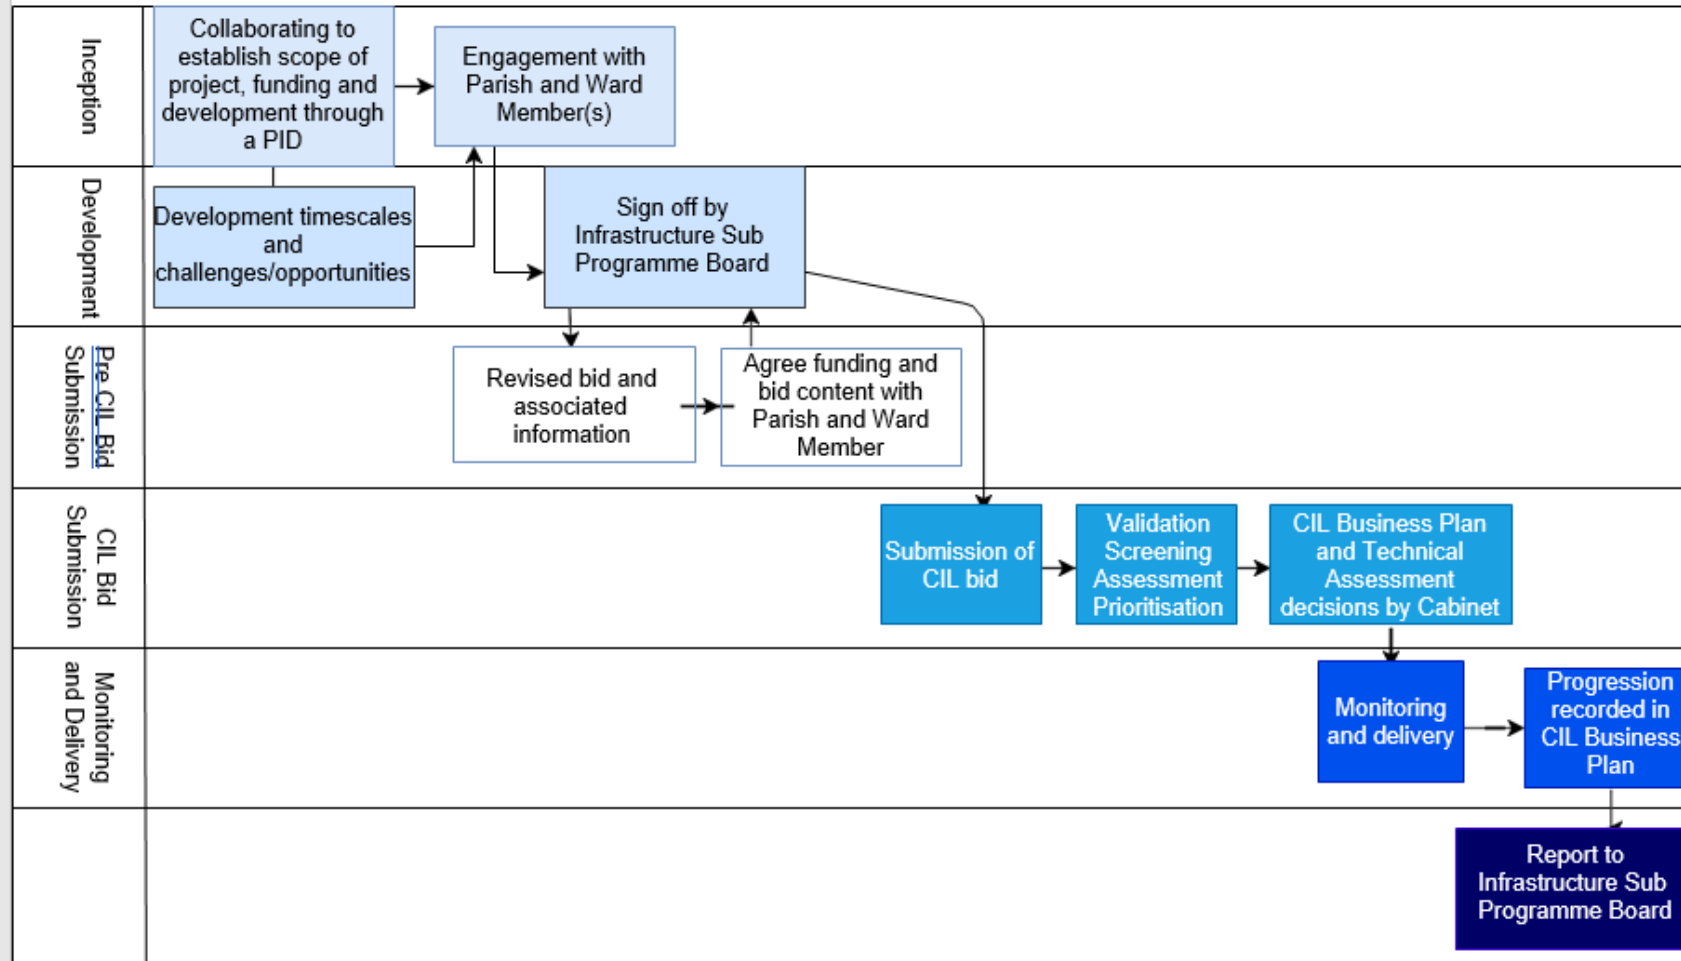 Inception
Collaborating to
establish scope of
project, funding and
development through
a PID
Engagement with
Parish and Ward
Member(s)
Development
Development timescales
and
challenges/opportunities
Sign off by
Infrastructure Sub
Programme Board
Pre CIL Bid
Submission
Revised bid and
associated
information
Agree funding and
bid content with
Parish and Ward
Member
CIL Bid
Submission
Submission of
CIL bid
Validation
Screening
Assessment
Prioritisation
CIL Business Plan
and Technical
Assessment
decisions by Cabinet
Monitoring
and Delivery
Monitoring
and delivery
Progression
recorded in
CIL Business
Plan
Report to
Infrastructure Sub
Programme Board